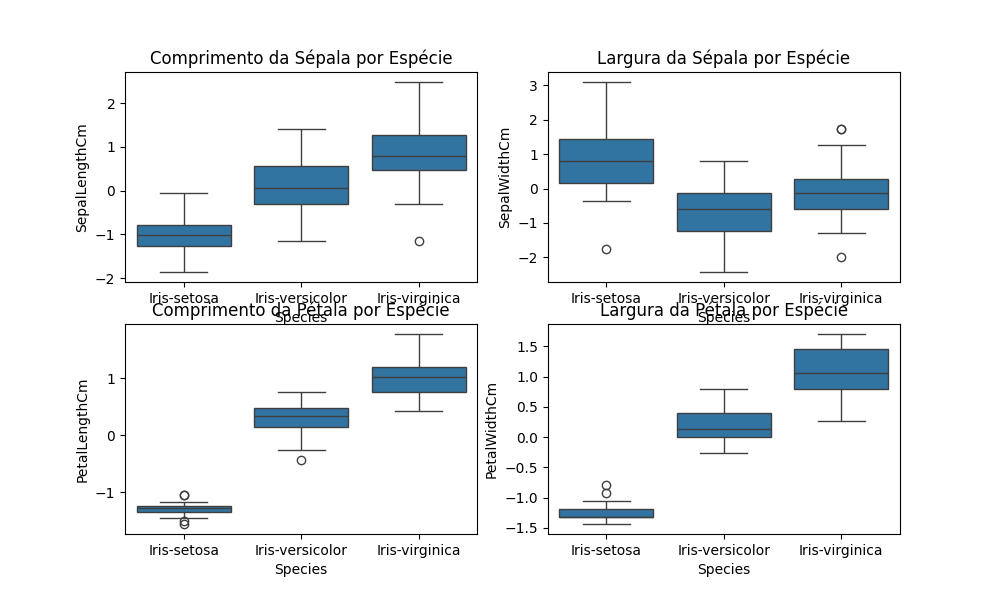 Comprimento da Sépala por Espécie
SepalLengthCm
2
1
0
−1
−2
Iris-setosa Iris-versicolor Iris-virginica
Species
Largura da Sépala por Espécie
SepalWidthCm
3
2
1
0
−1
−2
Iris-setosa Iris-versicolor Iris-virginica
Species
Comprimento da Pétala por Espécie
PetalLengthCm
1
0
−1
Iris-setosa Iris-versicolor Iris-virginica
Species
Largura da Pétala por Espécie
PetalWidthCm
1.5
1.0
0.5
0.0
−0.5
−1.0
−1.5
Iris-setosa Iris-versicolor Iris-virginica
Species